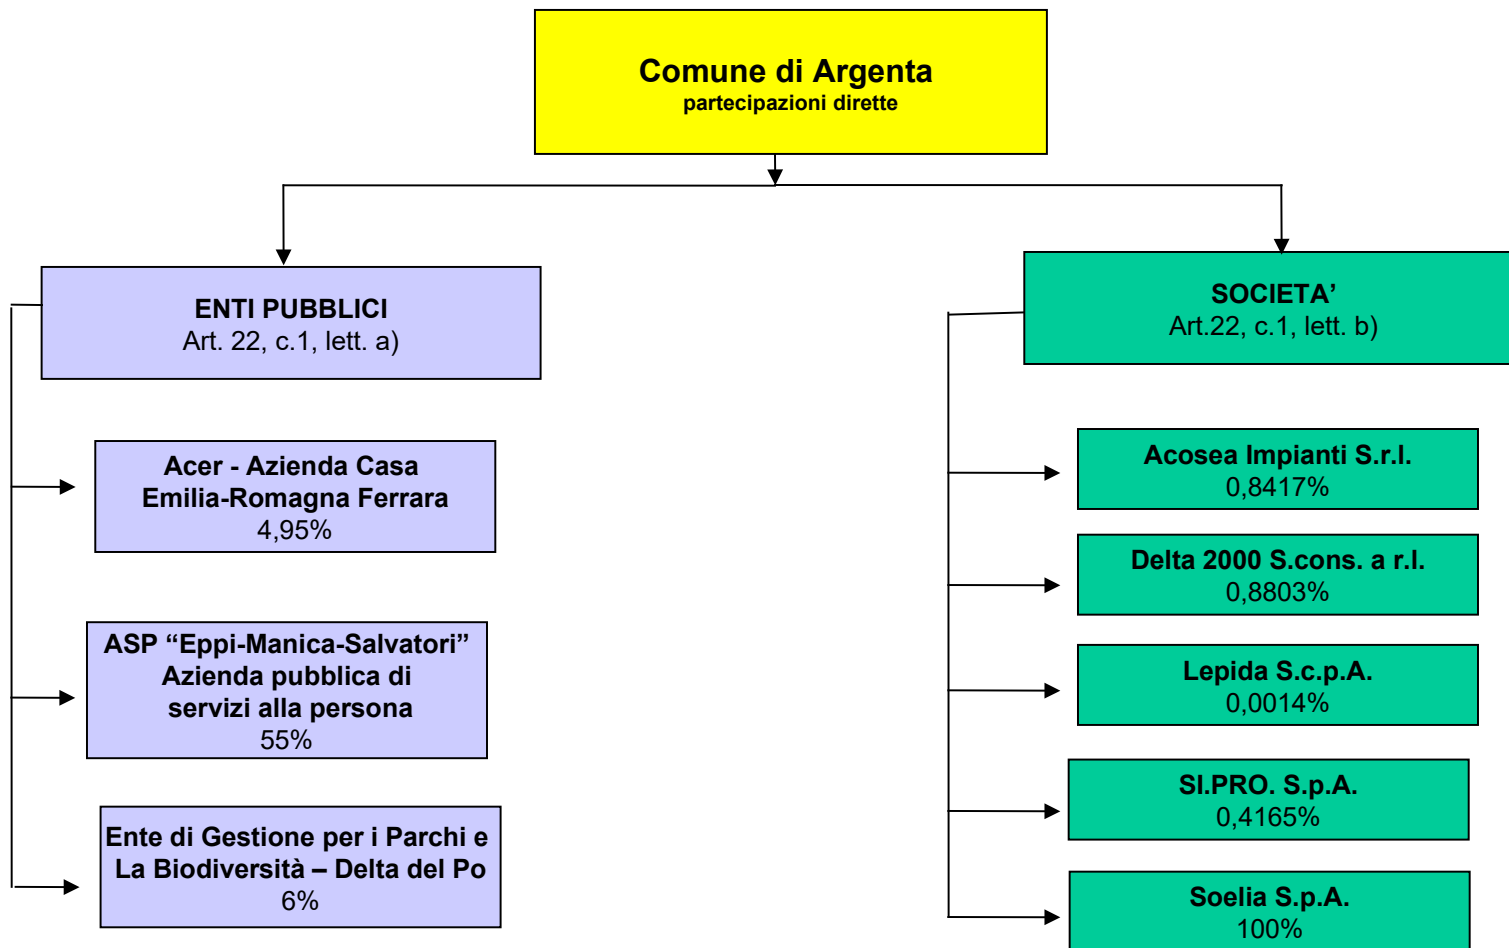 Comune di Argenta
partecipazioni dirette
ENTI PUBBLICI
Art. 22, c.1, lett. a)
Acer - Azienda Casa
Emilia-Romagna Ferrara
4,95%
ASP “Eppi-Manica-Salvatori”
Azienda pubblica di
servizi alla persona
55%
Ente di Gestione per i Parchi e
La Biodiversità – Delta del Po
6%
SOCIETA’
Art.22, c.1, lett. b)
Acosea Impianti S.r.l.
0,8417%
Delta 2000 S.cons. a r.l.
0,8803%
Lepida S.c.p.A.
0,0014%
SI.PRO. S.p.A.
0,4165%
Soelia S.p.A.
100%